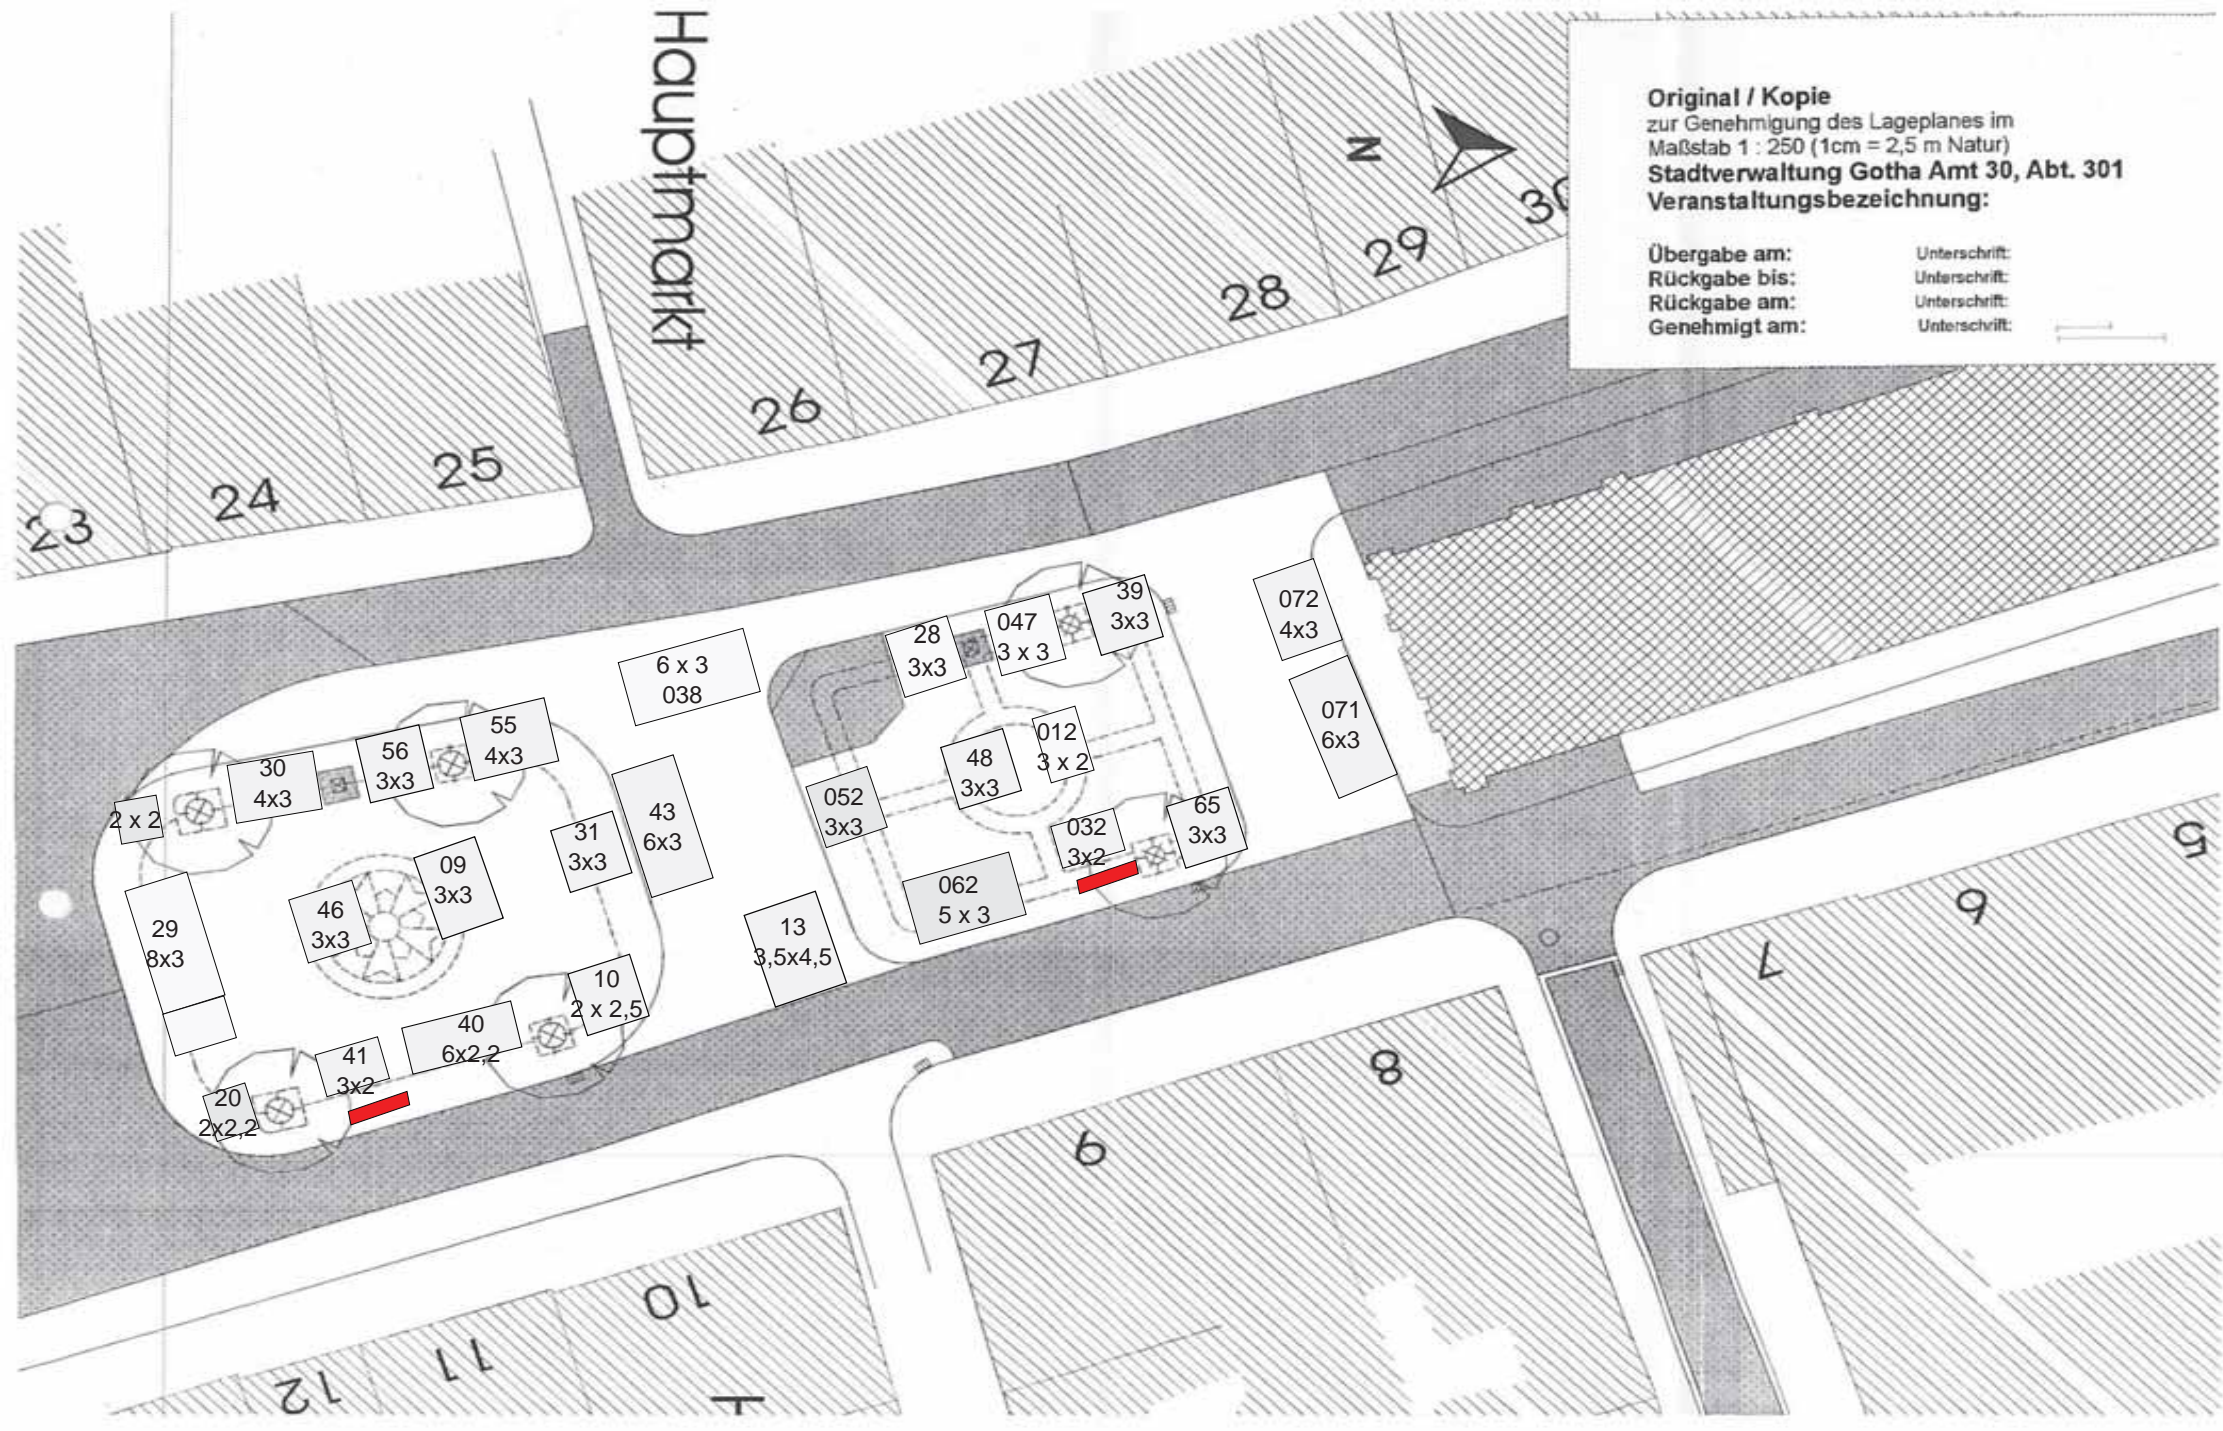 Hauptmarkt
N
Original / Kopie
zur Genehmigung des Lageplanes im
Maßstab 1 : 250 (1cm = 2,5 m Natur)
Stadtverwaltung Gotha Amt 30, Abt. 301
Veranstaltungsbezeichnung:
Übergabe am: Unterschrift:
Rückgabe bis: Unterschrift:
Rückgabe am: Unterschrift:
Genehmigt am: Unterschrift:
23
24
25
26
27
28
29
30
39
3x3
047
3 x 3
28
3x3
072
4x3
6 x 3
038
071
6x3
55
4x3
56
3x3
30
4x3
2 x 2
012
3 x 2
48
3x3
052
3x3
43
6x3
31
3x3
65
3x3
032
3x2
09
3x3
062
5 x 3
46
3x3
29
8x3
13
3,5x4,5
10
2 x 2,5
40
6x2,2
41
3x2
20
2x2,2
5
6
7
8
9
10
11
12